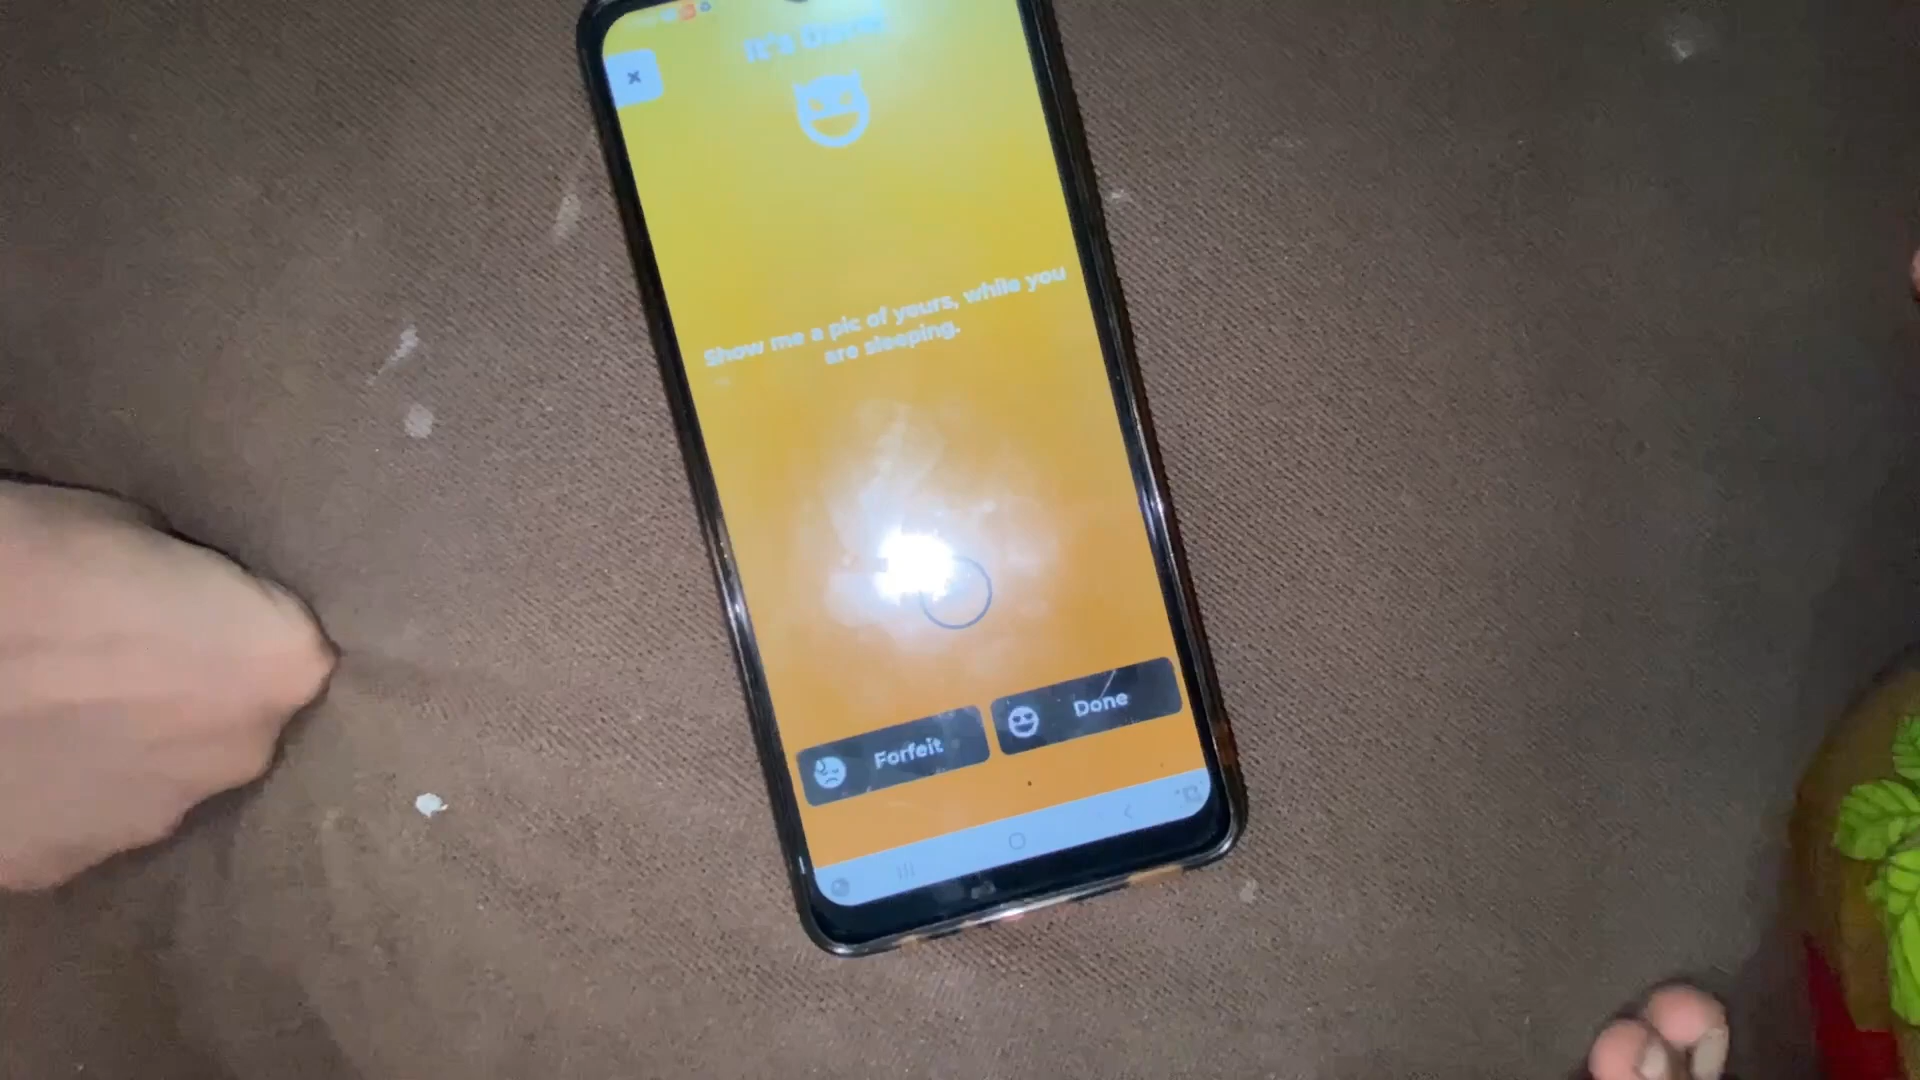 It's Dare
Show me a pic of yours, while you
are sleeping.
Forfeit
Done